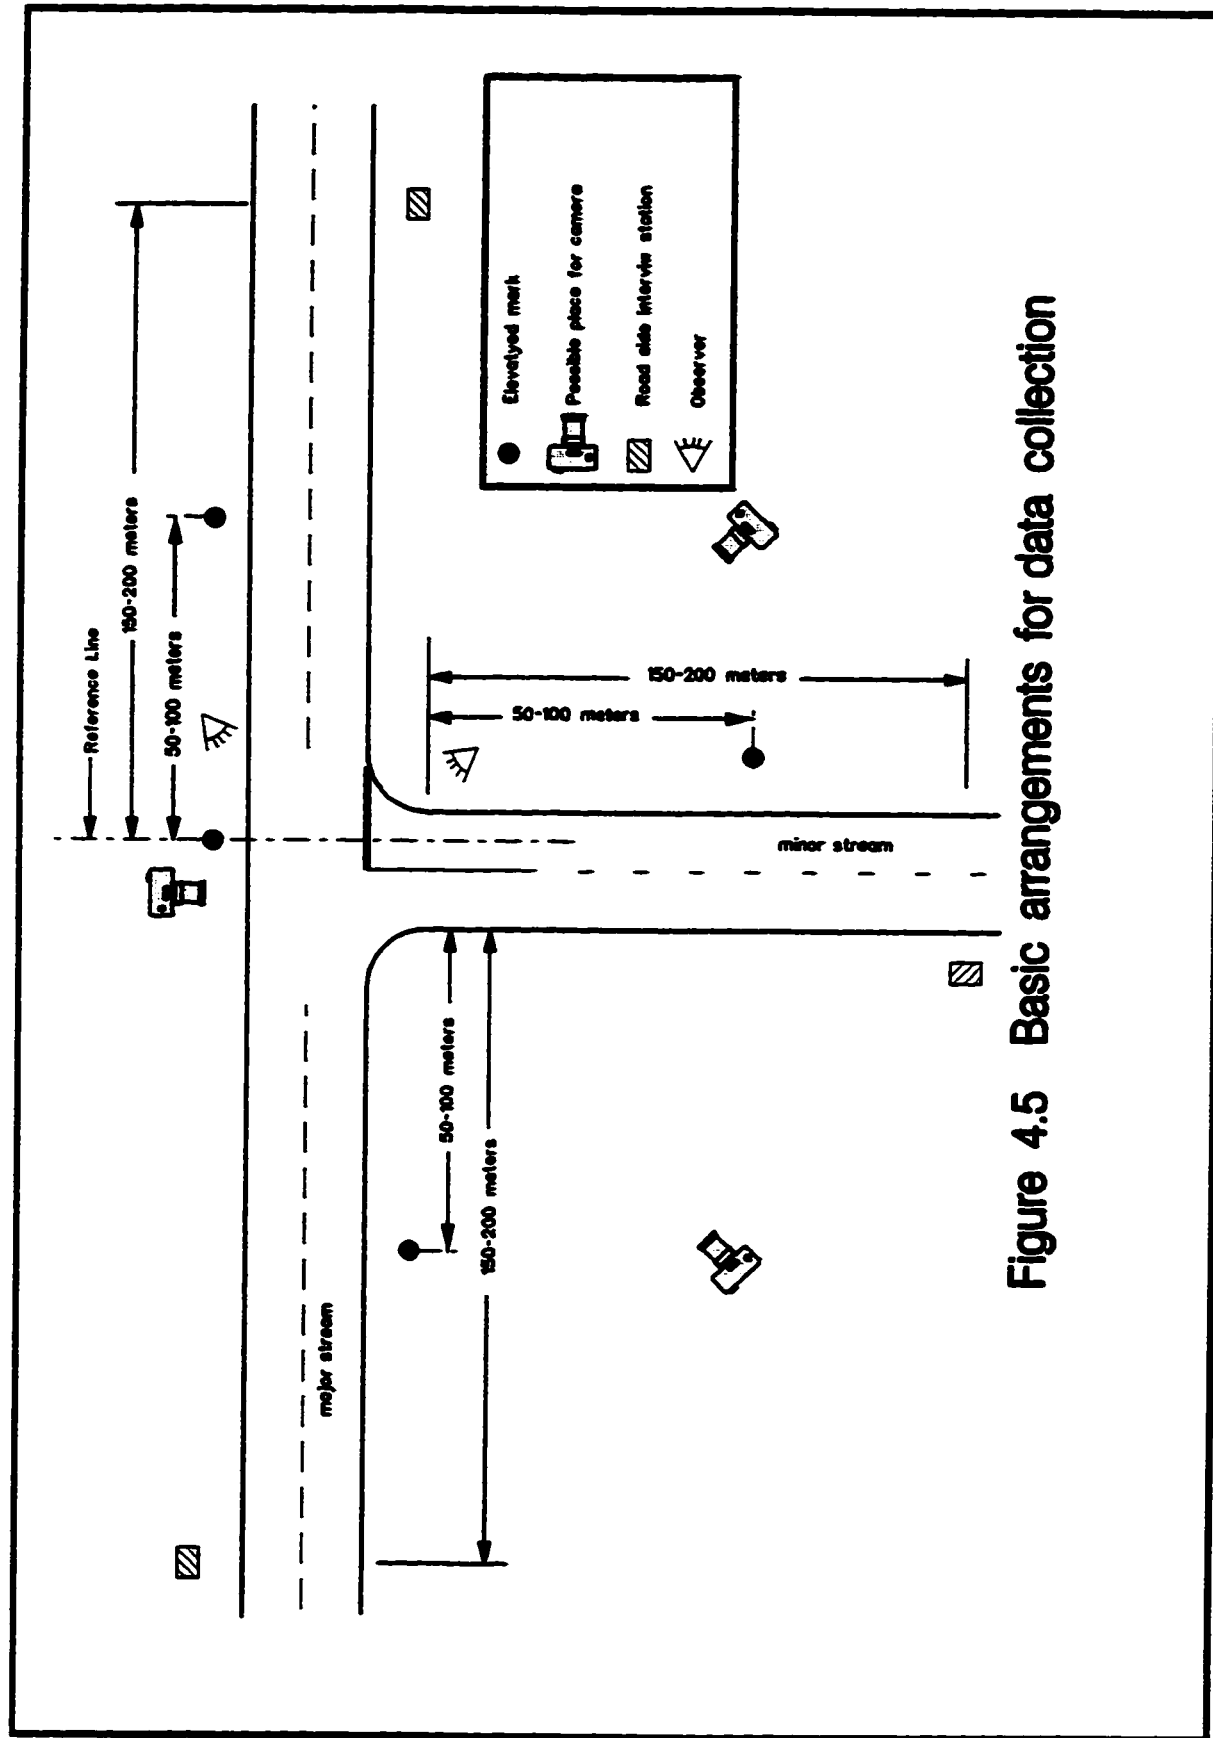 Reference Line
150-200 meters
50-100 meters
major stream
50-100 meters
150-200 meters
150-200 meters
50-100 meters
minor stream
Elevatyed mark
Possible place for camera
Road side interviw station
Observer
Figure 4.5 Basic arrangements for data collection